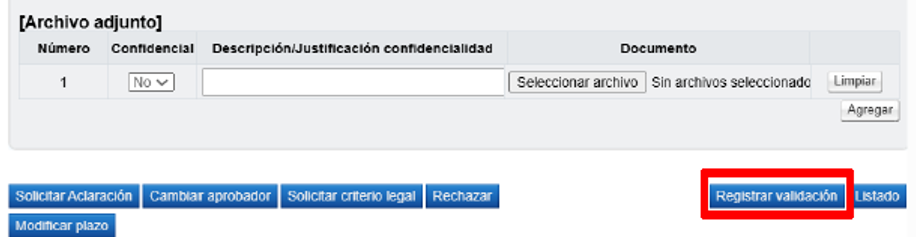 [Archivo adjunto]
Número Confidencial Descripción/Justificación confidencialidad Documento
1 No Seleccionar archivo Sin archivos seleccionado Limpiar
Agregar
Solicitar Aclaración Cambiar aprobador Solicitar criterio legal Rechazar Registrar validación Listado
Modificar plazo